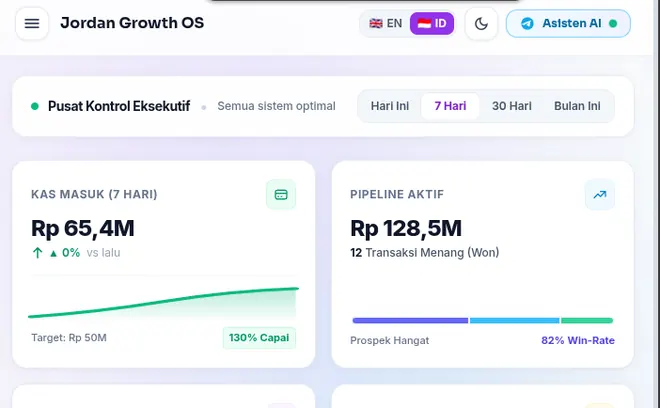 Jordan Growth OS
🇬🇧 EN 🇮🇩 ID
Asisten AI
Pusat Kontrol Eksekutif
Semua sistem optimal
Hari Ini 7 Hari 30 Hari Bulan Ini
KAS MASUK (7 HARI)
Rp 65,4M
↑ ▲ 0% vs lalu
Target: Rp 50M
130% Capai
PIPELINE AKTIF
Rp 128,5M
12 Transaksi Menang (Won)
Prospek Hangat
82% Win-Rate